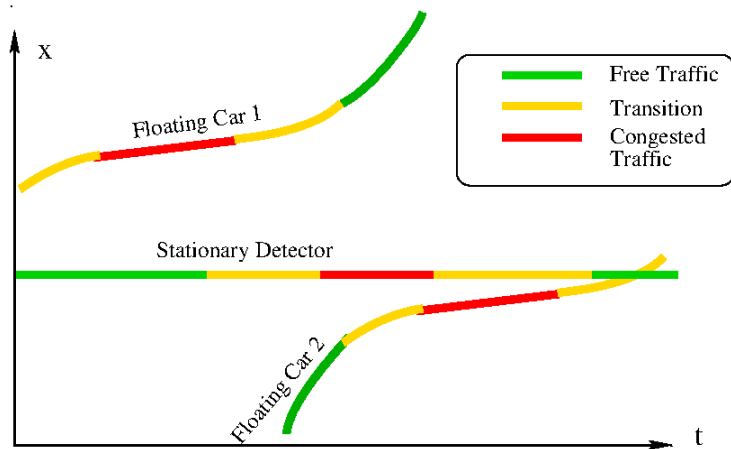 x
Free Traffic
Transition
Congested
Traffic
Floating Car 1
Stationary Detector
Floating Car 2
t